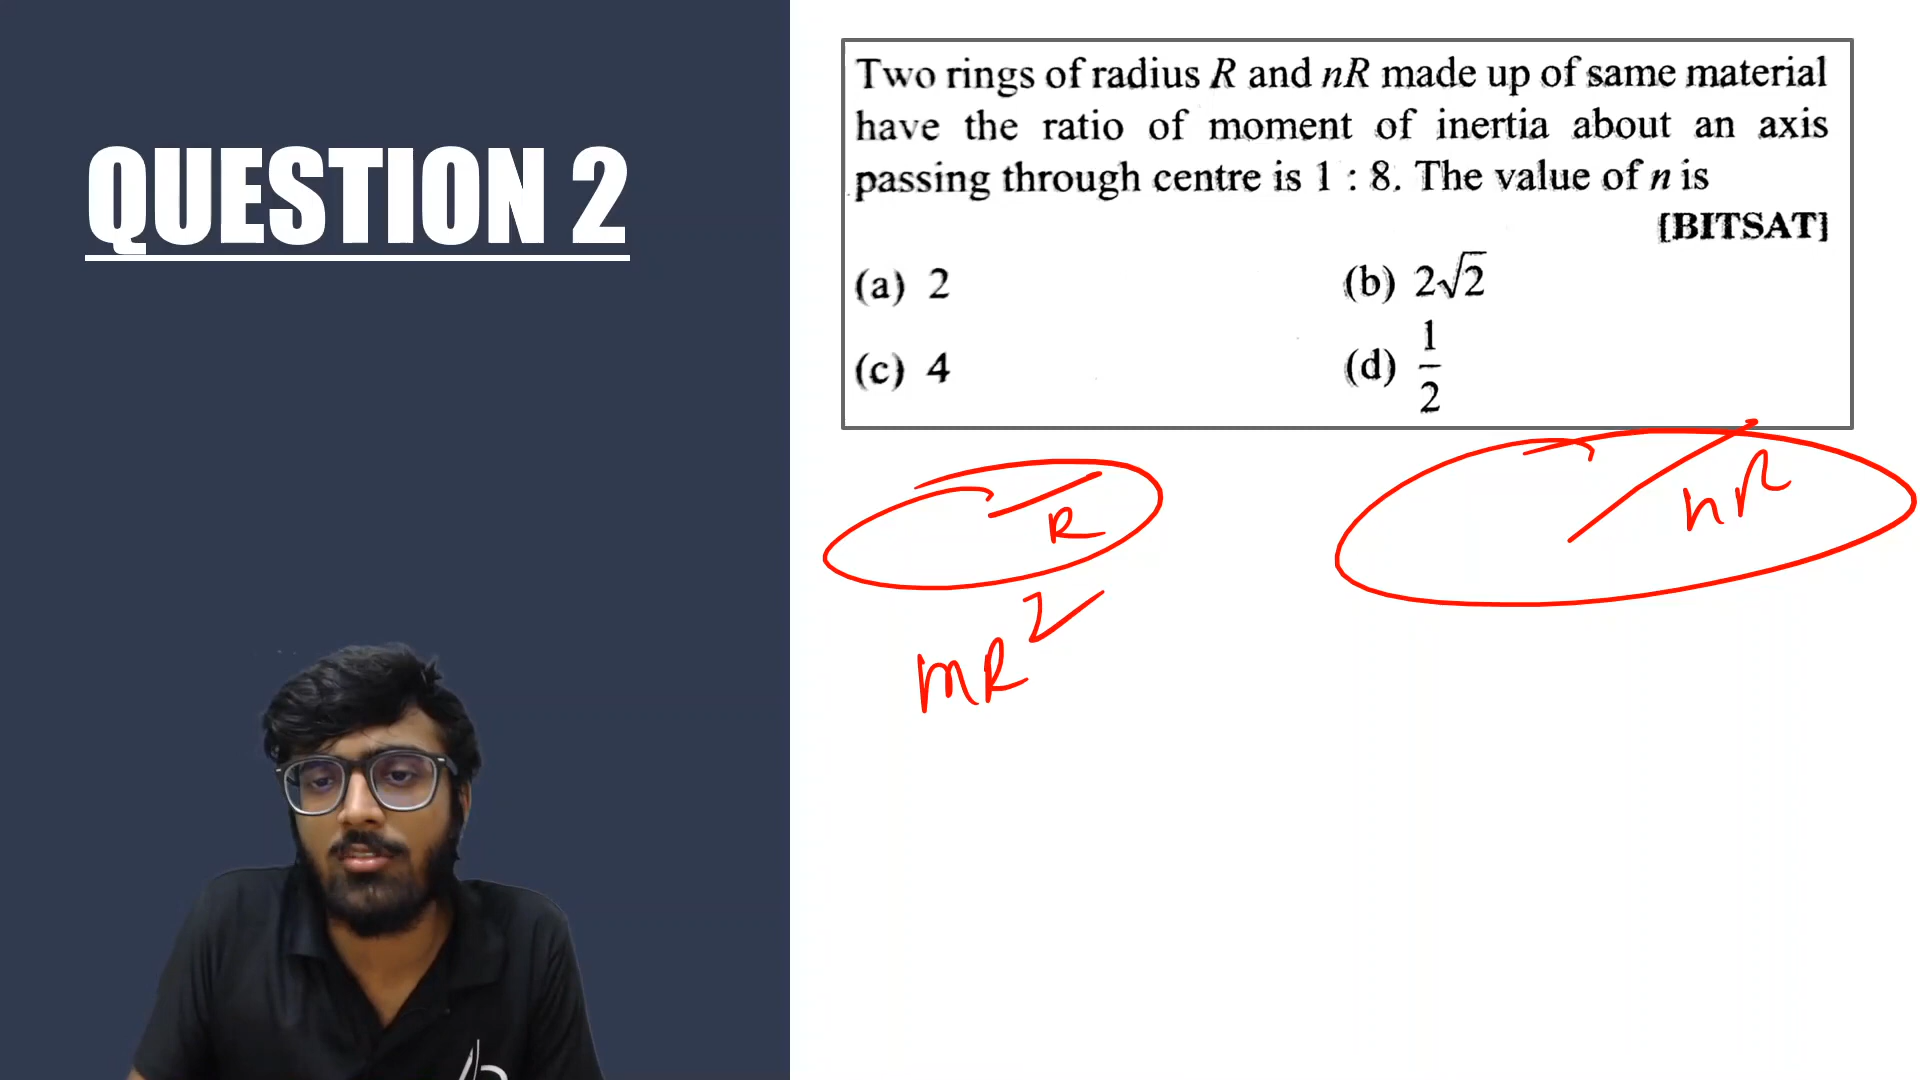 QUESTION 2
Two rings of radius R and nR made up of same material
have the ratio of moment of inertia about an axis
passing through centre is 1 : 8. The value of n is
[BITSAT]
(a) 2 (b) 2√2
(c) 4 (d) 1/2
R
nR
mR²